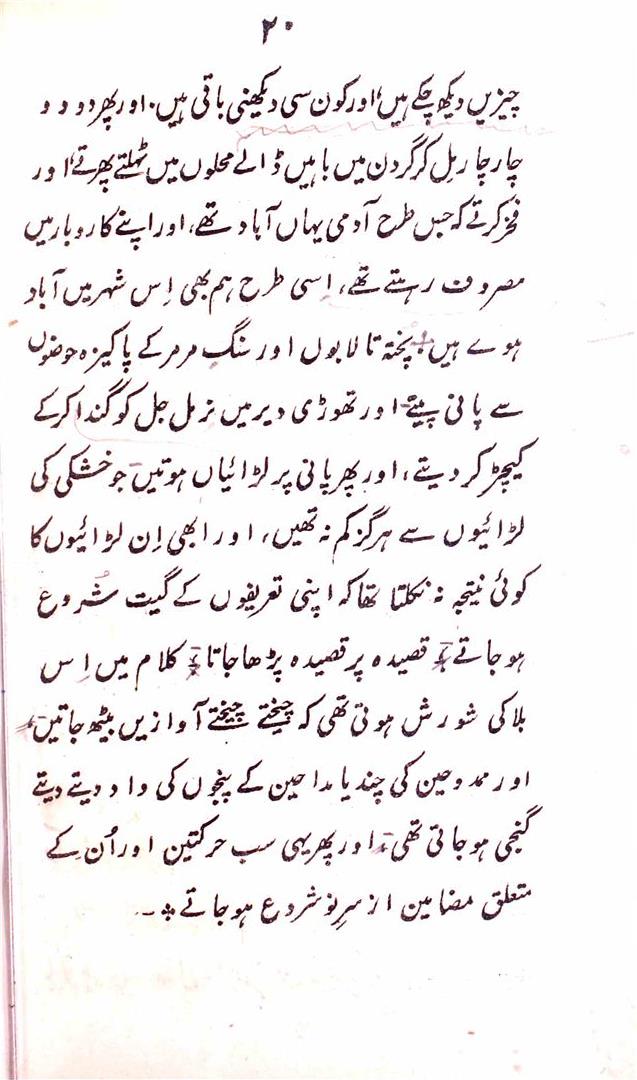 ۲۰
چیزیں دیکھ چکے ہیں، اور کون سی دیکھنی باقی ہیں۔ اور پھر دو دو
چار چار مل کر گردن میں باہیں ڈالے محلوں میں ٹہلتے پھرتے، اور
فخر کرتے کہ جس طرح آدمی یہاں آباد تھے، اور اپنے کاروبار میں
مصروف رہتے تھے، اِسی طرح ہم بھی اِس شہر میں آباد
ہوے ہیں، پختہ تالابوں اور سنگِ مرمر کے پاکیزہ حوضوں
سے پانی پیتے۔ اور تھوڑی دیر میں نرمل جل کو گندا کر کے
کیچڑ کر دیتے، اور پھر پانی پر لڑائیاں ہوتیں۔ جو خشکی کی
لڑائیوں سے ہرگز کم نہ تھیں، اور ابھی اِن لڑائیوں کا
کوئی نتیجہ نہ نکلتا تھا کہ اپنی تعریفوں کے گیت شروع
ہو جاتے۔ قصیدہ پر قصیدہ پڑھا جاتا۔ کلام میں اِس
بلا کی شورش ہوتی تھی کہ چیختے چیختے آوازیں بیٹھ جاتیں۔
اور ممدوحین کی چندیا مداحین کے پنجوں کی داد دیتے دیتے
گنجی ہو جاتی تھی۔ اور پھر یہی سب حرکتین اور اُن کے
متعلق مضامین از سرِ نو شروع ہو جاتے ۔۔